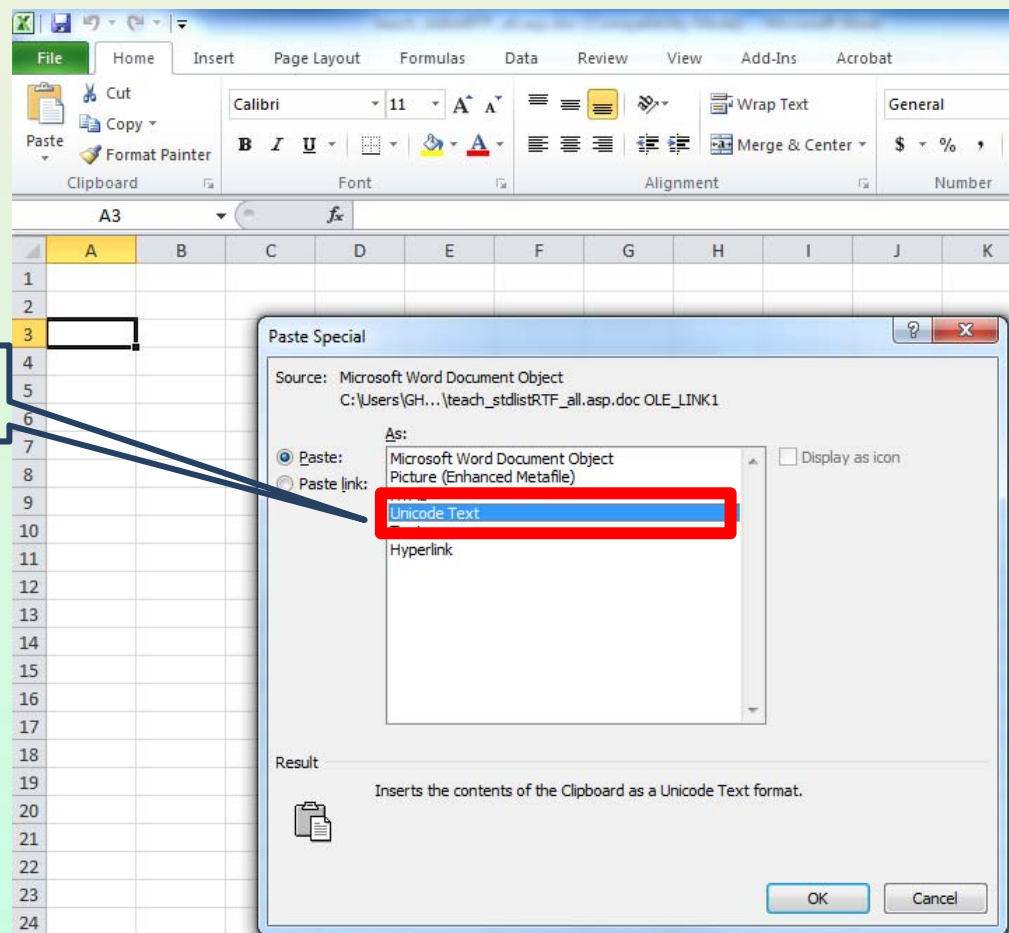 File Home Insert Page Layout Formulas Data Review View Add-Ins Acrobat
Cut
Copy
Format Painter
Paste
Calibri 11 A A
B I U A
Wrap Text
Merge & Center
General
$ % ,
Clipboard Font Alignment Number
A3 fx
A B C D E F G H I J K
1
2
3
4
5
6
7
8
9
10
11
12
13
14
15
16
17
18
19
20
21
22
23
24
Paste Special
Source: Microsoft Word Document Object
C:\Users\GH...\teach_stdlistRTF_all.asp.doc OLE_LINK1
As:
Paste:
Paste link:
Microsoft Word Document Object
Picture (Enhanced Metafile)
Unicode Text
Hyperlink
Display as icon
Result
Inserts the contents of the Clipboard as a Unicode Text format.
OK Cancel